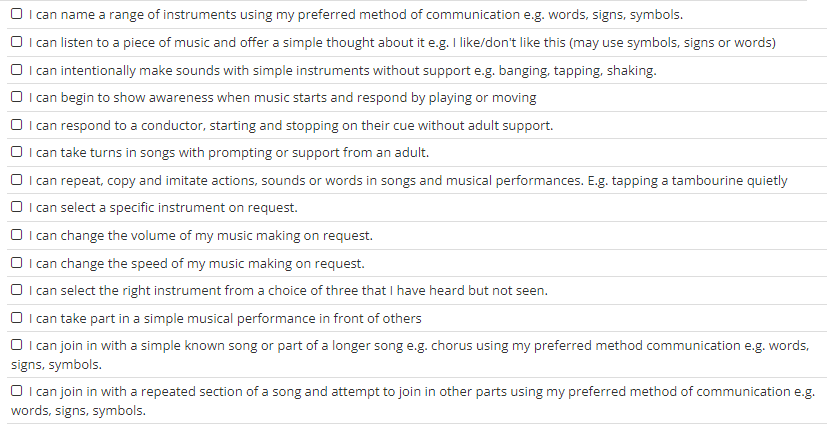 I can name a range of instruments using my preferred method of communication e.g. words, signs, symbols.
I can listen to a piece of music and offer a simple thought about it e.g. I like/don't like this (may use symbols, signs or words)
I can intentionally make sounds with simple instruments without support e.g. banging, tapping, shaking.
I can begin to show awareness when music starts and respond by playing or moving
I can respond to a conductor, starting and stopping on their cue without adult support.
I can take turns in songs with prompting or support from an adult.
I can repeat, copy and imitate actions, sounds or words in songs and musical performances. E.g. tapping a tambourine quietly
I can select a specific instrument on request.
I can change the volume of my music making on request.
I can change the speed of my music making on request.
I can select the right instrument from a choice of three that I have heard but not seen.
I can take part in a simple musical performance in front of others
I can join in with a simple known song or part of a longer song e.g. chorus using my preferred method communication e.g. words,
signs, symbols.
I can join in with a repeated section of a song and attempt to join in other parts using my preferred method of communication e.g.
words, signs, symbols.